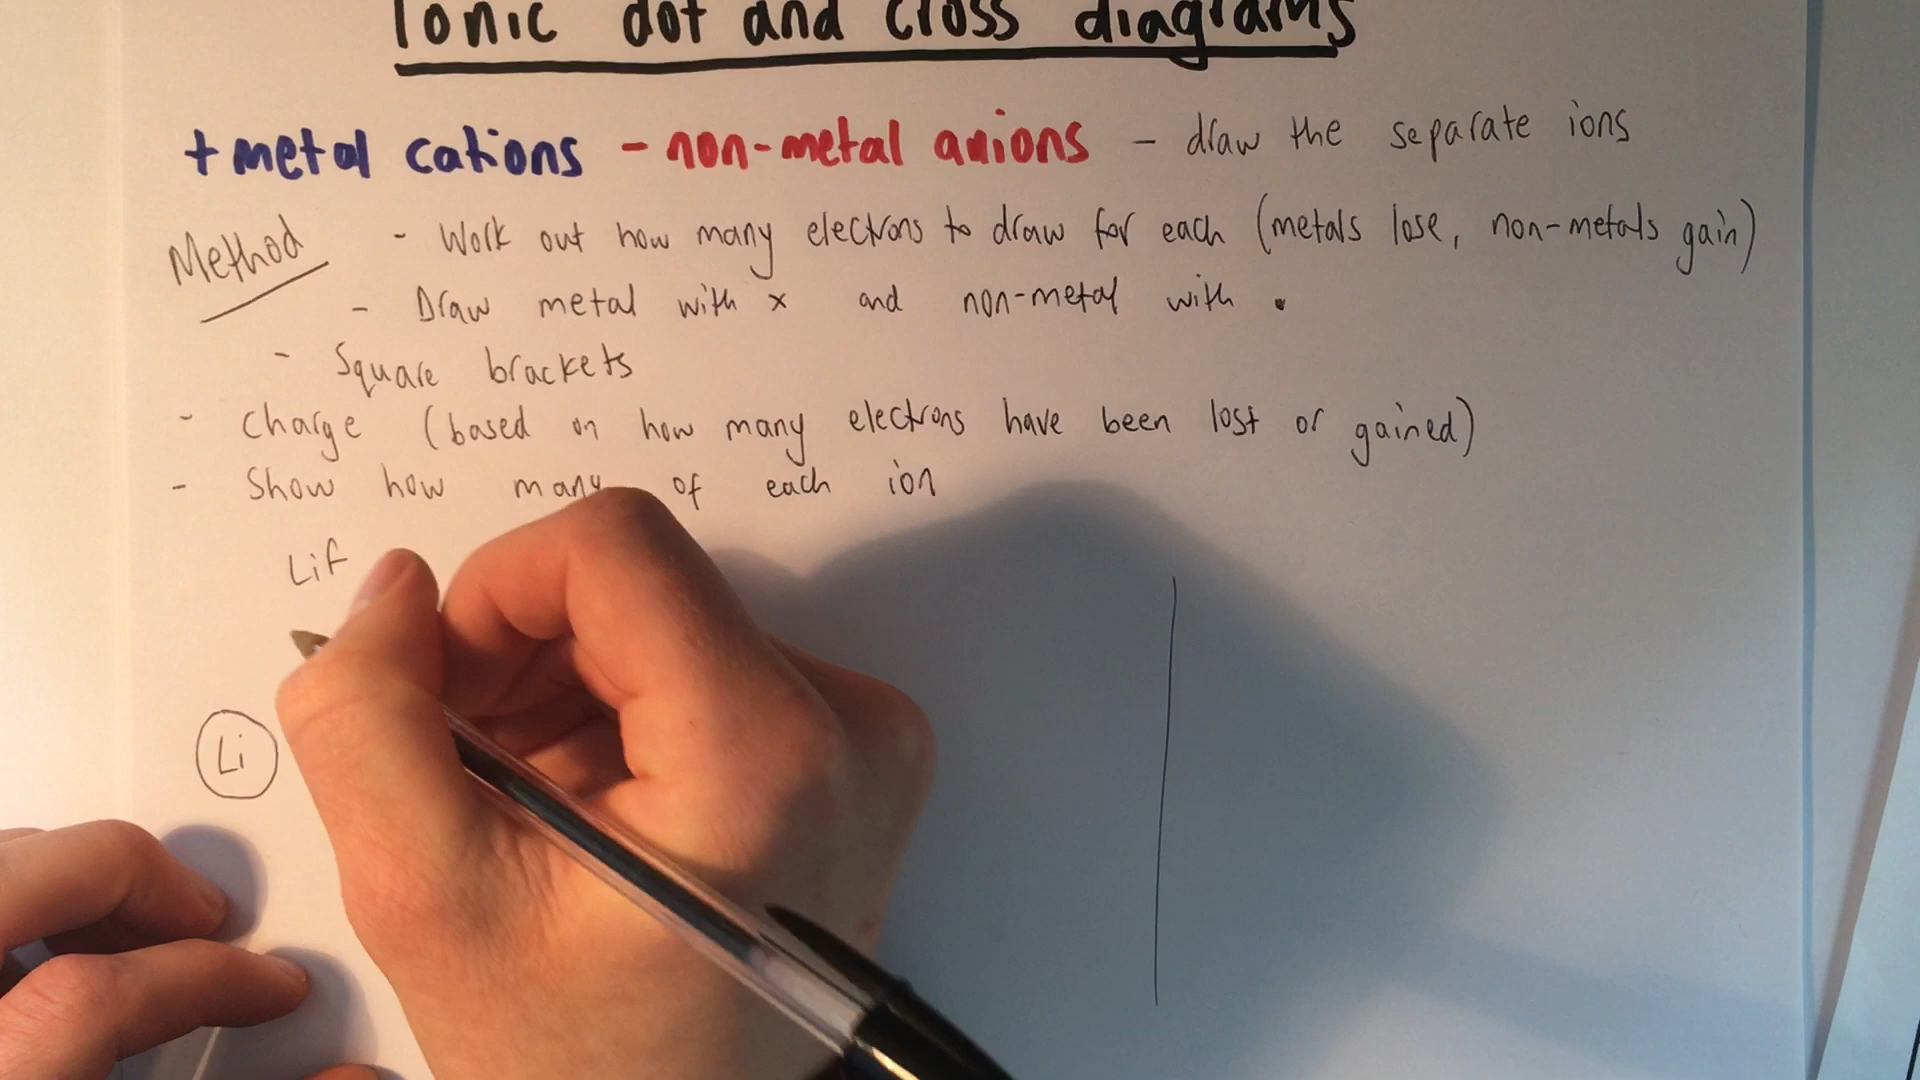 Ionic dot and cross diagrams
+ metal cations - non-metal anions - draw the separate ions
Method - Work out how many electrons to draw for each (metals lose, non-metals gain)
- Draw metal with x and non-metal with •
- Square brackets
- Charge (based on how many electrons have been lost or gained)
- Show how many of each ion
LiF
Li